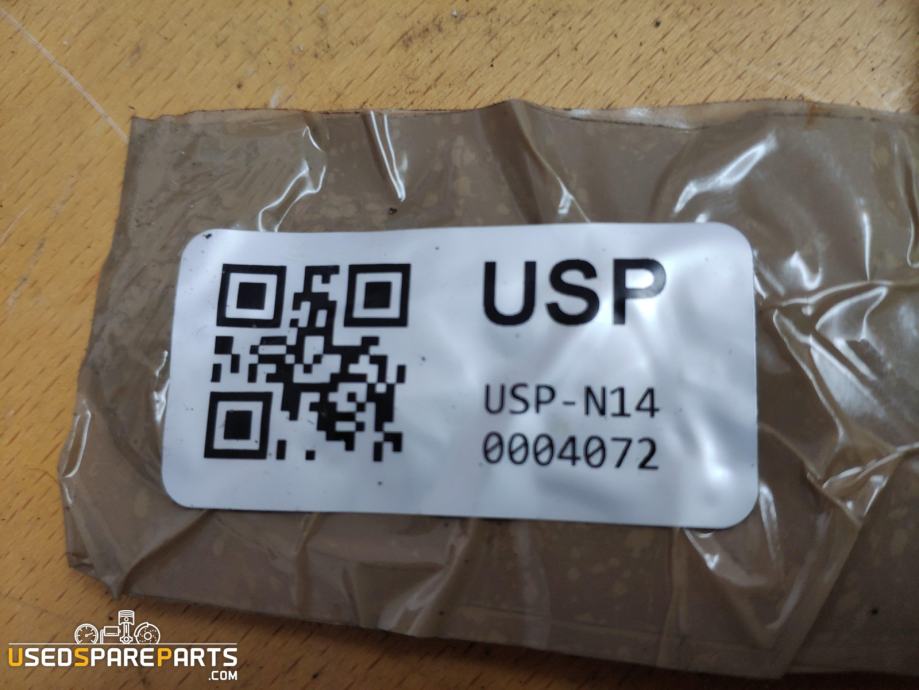 USP
USP-N14
0004072
USEDSPAREPARTS
.COM